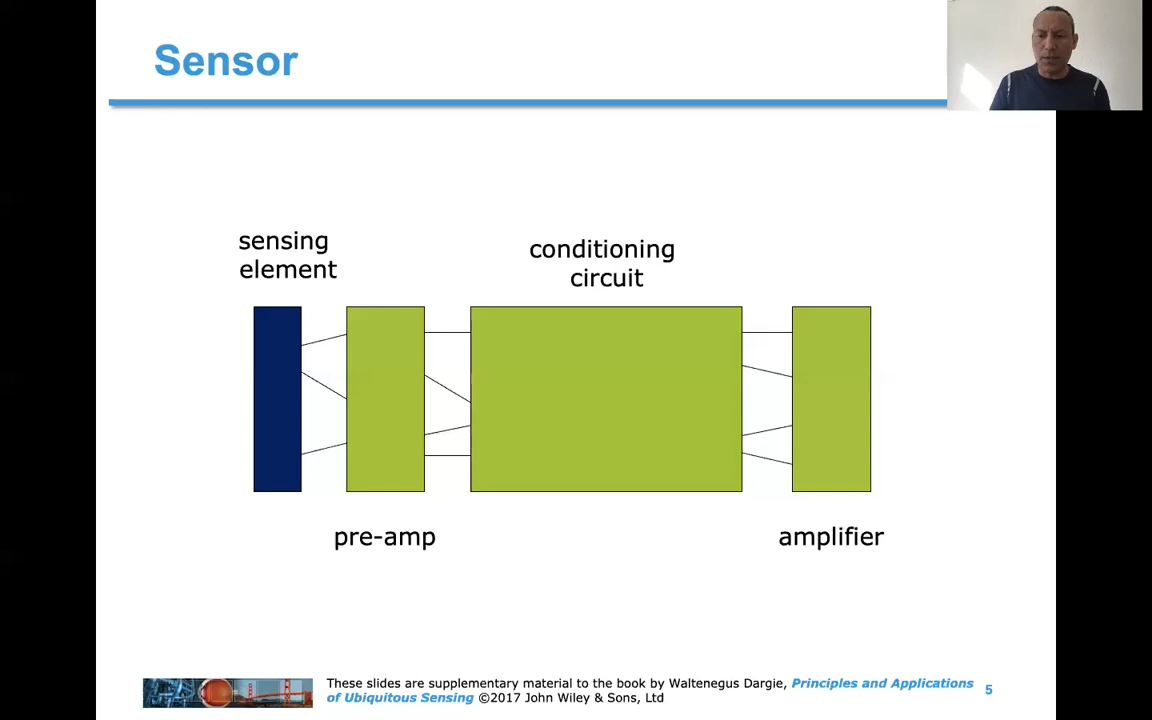 Sensor
sensing
element
conditioning
circuit
pre-amp
amplifier
These slides are supplementary material to the book by Waltenegus Dargie, Principles and Applications
of Ubiquitous Sensing ©2017 John Wiley & Sons, Ltd
5